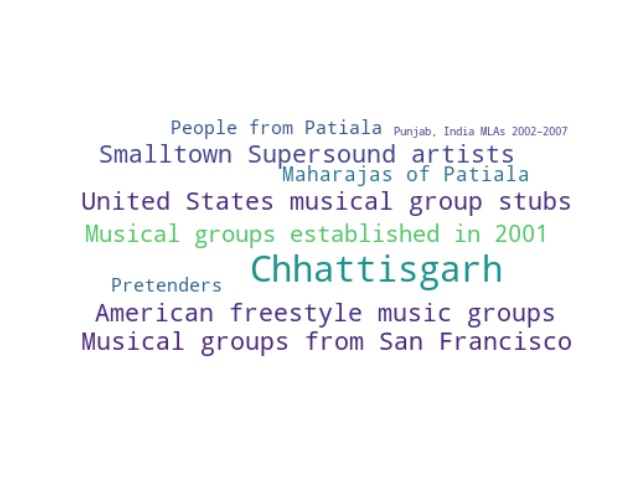 People from Patiala Punjab, India MLAs 2002–2007
Smalltown Supersound artists
Maharajas of Patiala
United States musical group stubs
Musical groups established in 2001
Chhattisgarh
Pretenders
American freestyle music groups
Musical groups from San Francisco